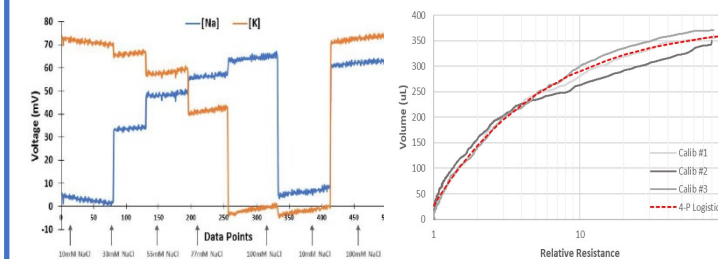 [Na] [K]
80
70
60
50
40
30
20
10
0
-10
Voltage (mV)
0 50 100 150 200 250 300 350 400 450
Data Points
10mM NaCl 33mM NaCl 55mM NaCl 77mM NaCl 100mM NaCl 10mM NaCl 100mM NaCl
400
350
300
250
200
150
100
50
0
Volume (uL)
1 10
Relative Resistance
Calib #1
Calib #2
Calib #3
4-P Logistic